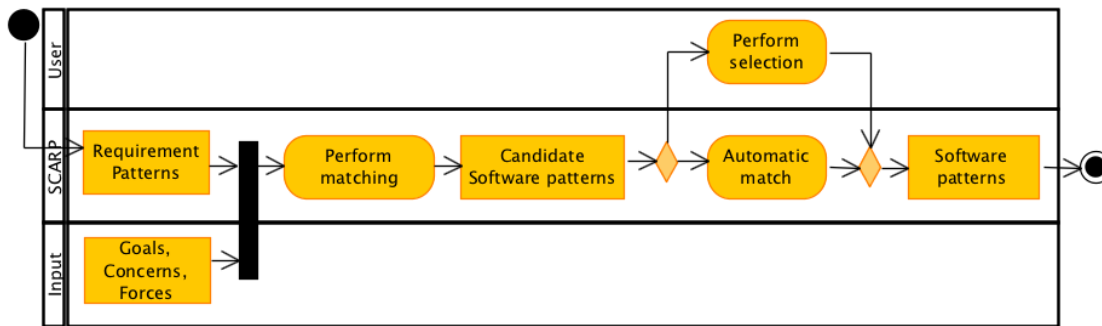 User
Perform
selection
SCARP
Requirement
Patterns
Perform
matching
Candidate
Software patterns
Automatic
match
Software
patterns
Input
Goals,
Concerns,
Forces